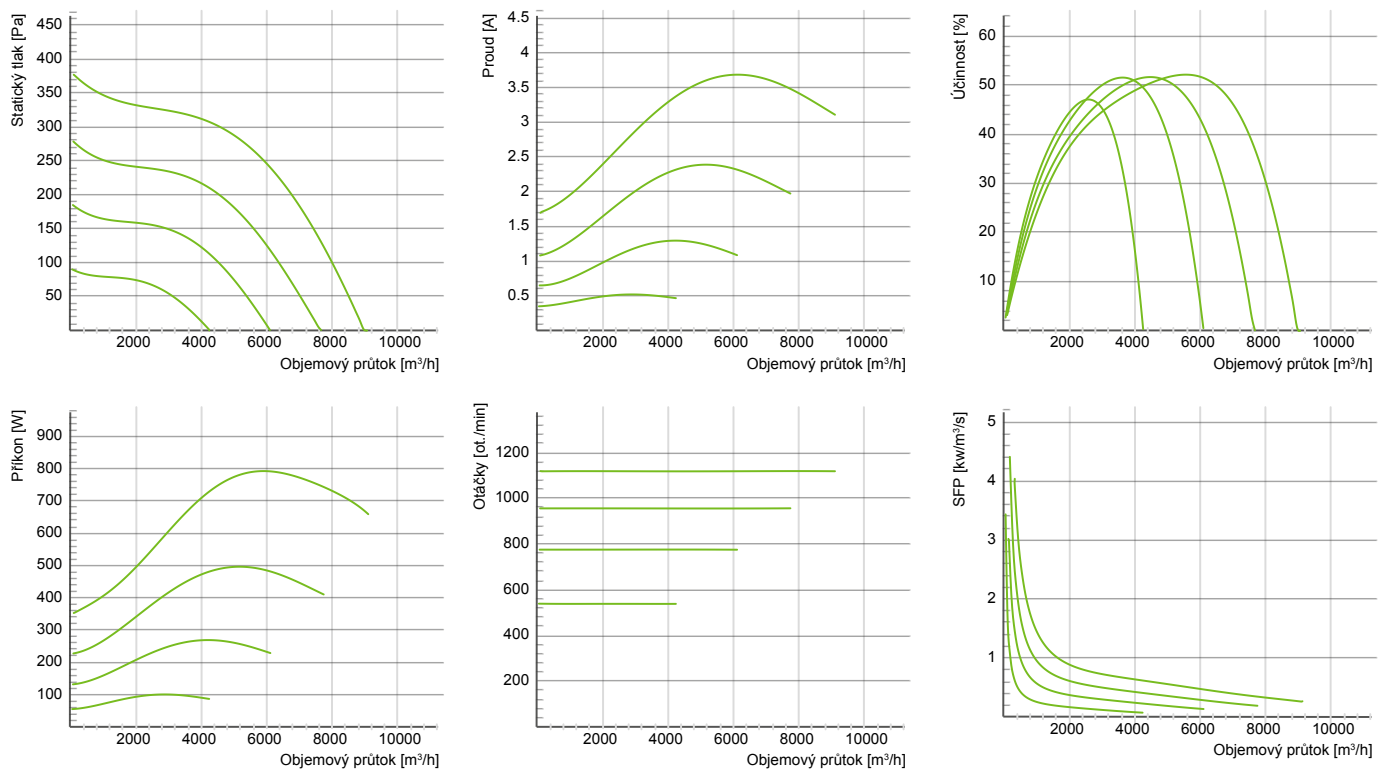 Statický tlak [Pa]
450
400
350
300
250
200
150
100
50
2000 4000 6000 8000 10000
Objemový průtok [m³/h]
Proud [A]
4.5
4
3.5
3
2.5
2
1.5
1
0.5
2000 4000 6000 8000 10000
Objemový průtok [m³/h]
Účinnost [%]
60
50
40
30
20
10
2000 4000 6000 8000 10000
Objemový průtok [m³/h]
Příkon [W]
900
800
700
600
500
400
300
200
100
2000 4000 6000 8000 10000
Objemový průtok [m³/h]
Otáčky [ot./min]
1200
1000
800
600
400
200
2000 4000 6000 8000 10000
Objemový průtok [m³/h]
SFP [kw/m³/s]
5
4
3
2
1
2000 4000 6000 8000 10000
Objemový průtok [m³/h]